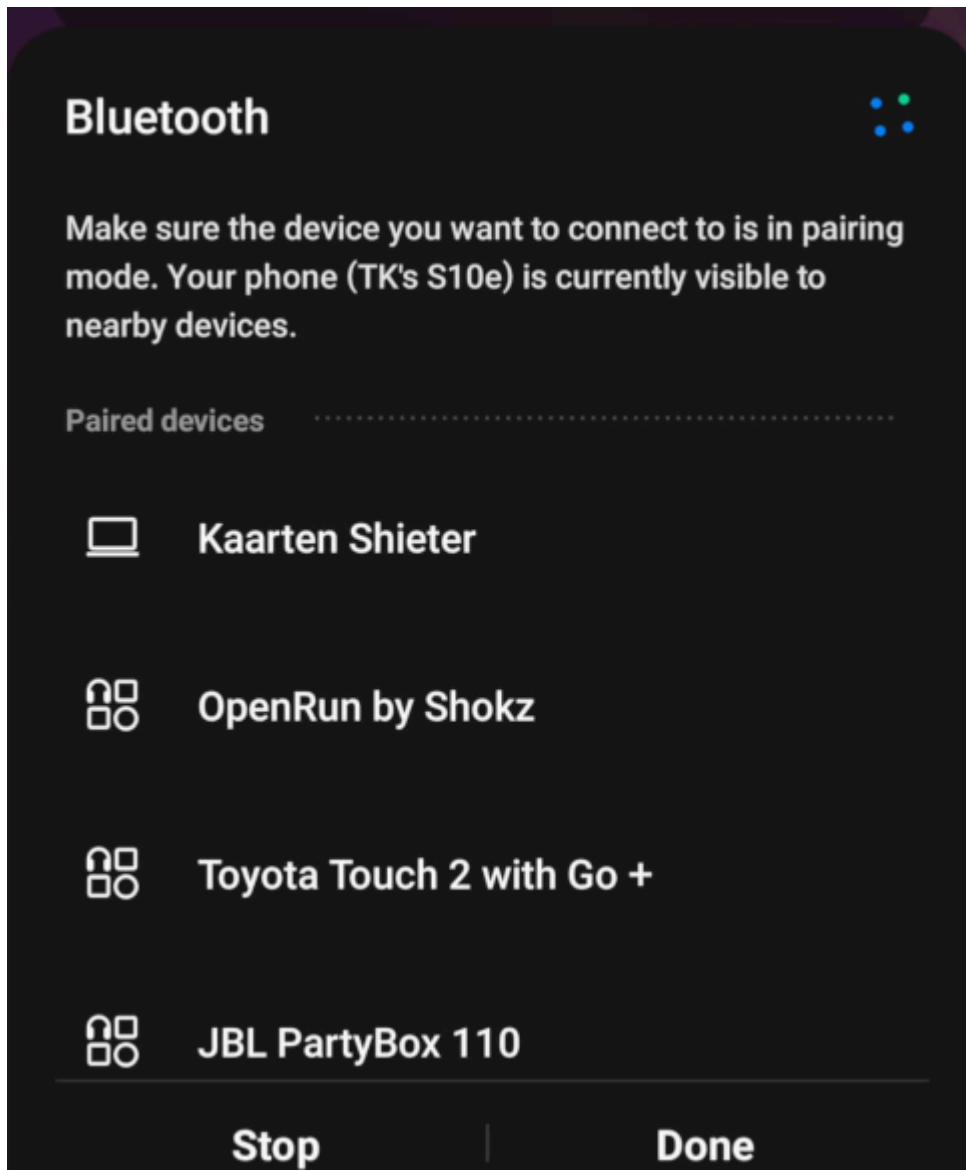 Bluetooth
Make sure the device you want to connect to is in pairing
mode. Your phone (TK's S10e) is currently visible to
nearby devices.
Paired devices
Kaarten Shieter
OpenRun by Shokz
Toyota Touch 2 with Go +
JBL PartyBox 110
Stop
Done